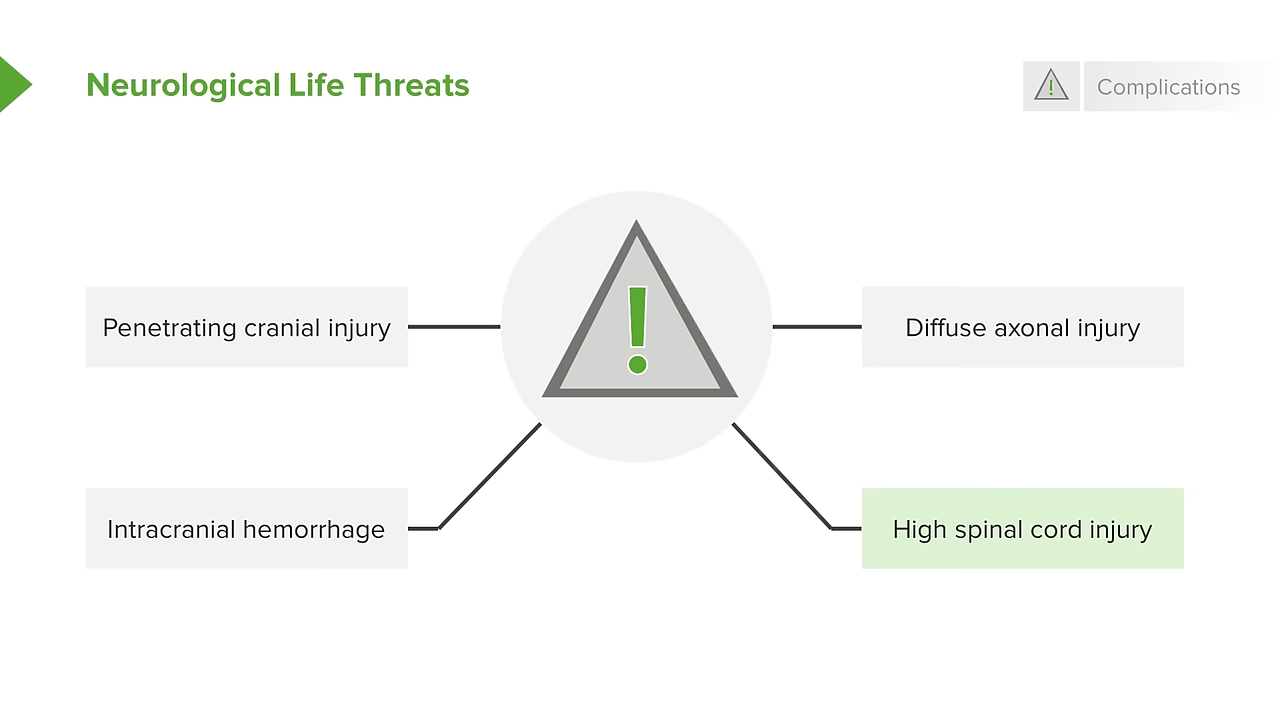 Neurological Life Threats
Complications
Penetrating cranial injury
Diffuse axonal injury
Intracranial hemorrhage
High spinal cord injury